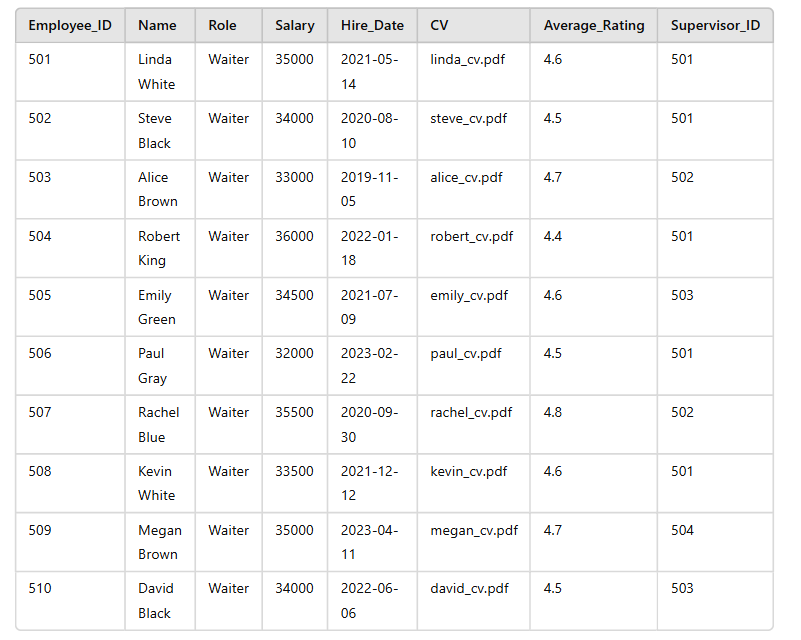 Employee_ID Name Role Salary Hire_Date CV Average_Rating Supervisor_ID
501 Linda Waiter 35000 2021-05- linda_cv.pdf 4.6 501
White 14
502 Steve Waiter 34000 2020-08- steve_cv.pdf 4.5 501
Black 10
503 Alice Waiter 33000 2019-11- alice_cv.pdf 4.7 502
Brown 05
504 Robert Waiter 36000 2022-01- robert_cv.pdf 4.4 501
King 18
505 Emily Waiter 34500 2021-07- emily_cv.pdf 4.6 503
Green 09
506 Paul Waiter 32000 2023-02- paul_cv.pdf 4.5 501
Gray 22
507 Rachel Waiter 35500 2020-09- rachel_cv.pdf 4.8 502
Blue 30
508 Kevin Waiter 33500 2021-12- kevin_cv.pdf 4.6 501
White 12
509 Megan Waiter 35000 2023-04- megan_cv.pdf 4.7 504
Brown 11
510 David Waiter 34000 2022-06- david_cv.pdf 4.5 503
Black 06